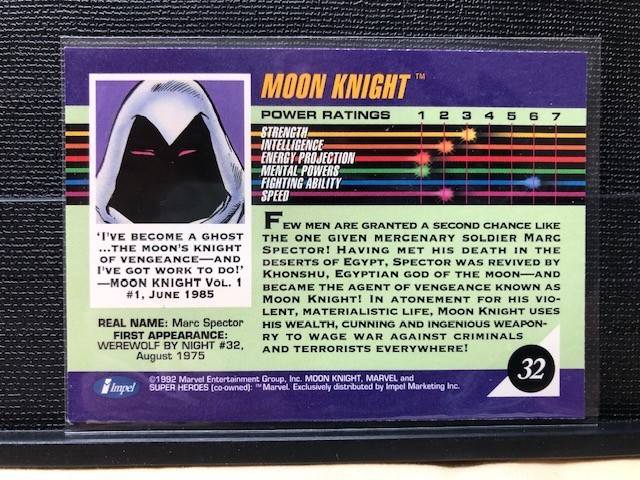 MOON KNIGHT ™
POWER RATINGS 1 2 3 4 5 6 7
STRENGTH
INTELLIGENCE
ENERGY PROJECTION
MENTAL POWERS
FIGHTING ABILITY
SPEED
'I'VE BECOME A GHOST
...THE MOON'S KNIGHT
OF VENGEANCE—AND
I'VE GOT WORK TO DO!'
—MOON KNIGHT VOL. 1
#1, JUNE 1985
REAL NAME: Marc Spector
FIRST APPEARANCE:
WEREWOLF BY NIGHT #32,
August 1975
FEW MEN ARE GRANTED A SECOND CHANCE LIKE
THE ONE GIVEN MERCENARY SOLDIER MARC
SPECTOR! HAVING MET HIS DEATH IN THE
DESERTS OF EGYPT, SPECTOR WAS REVIVED BY
KHONSHU, EGYPTIAN GOD OF THE MOON—AND
BECAME THE AGENT OF VENGEANCE KNOWN AS
MOON KNIGHT! IN ATONEMENT FOR HIS VIO-
LENT, MATERIALISTIC LIFE, MOON KNIGHT USES
HIS WEALTH, CUNNING AND INGENIOUS WEAPON-
RY TO WAGE WAR AGAINST CRIMINALS
AND TERRORISTS EVERYWHERE!
32
Impel
©1992 Marvel Entertainment Group, Inc. MOON KNIGHT, MARVEL and
SUPER HEROES (co-owned): ™Marvel. Exclusively distributed by Impel Marketing Inc.